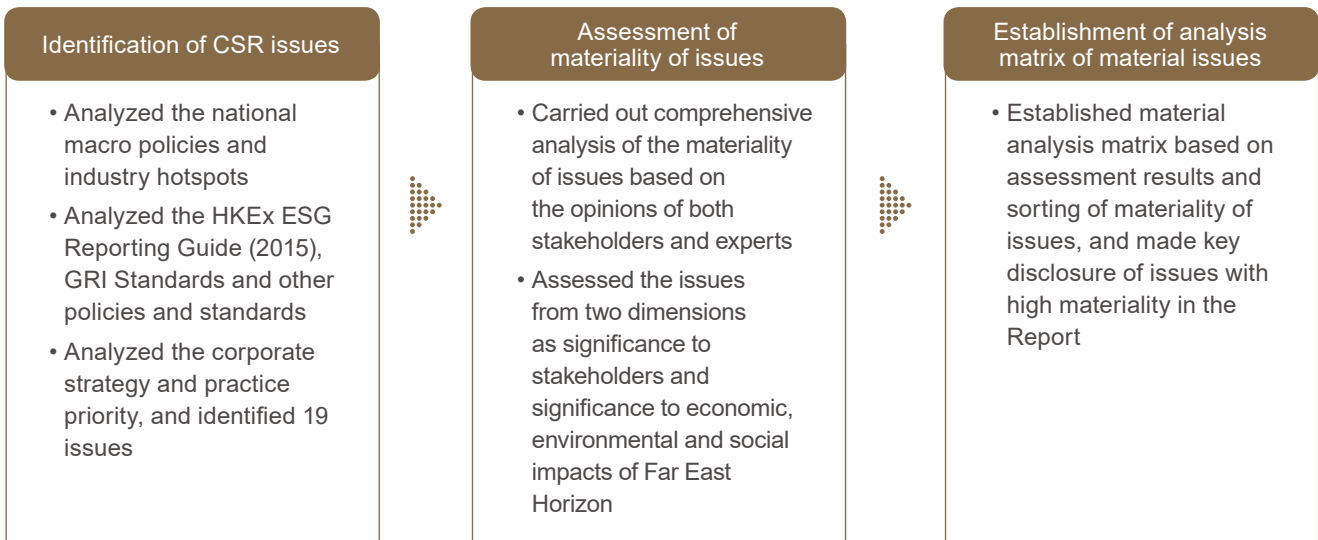 Identification of CSR issues
• Analyzed the national
macro policies and
industry hotspots
• Analyzed the HKEx ESG
Reporting Guide (2015),
GRI Standards and other
policies and standards
• Analyzed the corporate
strategy and practice
priority, and identified 19
issues
Assessment of
materiality of issues
• Carried out comprehensive
analysis of the materiality
of issues based on
the opinions of both
stakeholders and experts
• Assessed the issues
from two dimensions
as significance to
stakeholders and
significance to economic,
environmental and social
impacts of Far East
Horizon
Establishment of analysis
matrix of material issues
• Established material
analysis matrix based on
assessment results and
sorting of materiality of
issues, and made key
disclosure of issues with
high materiality in the
Report